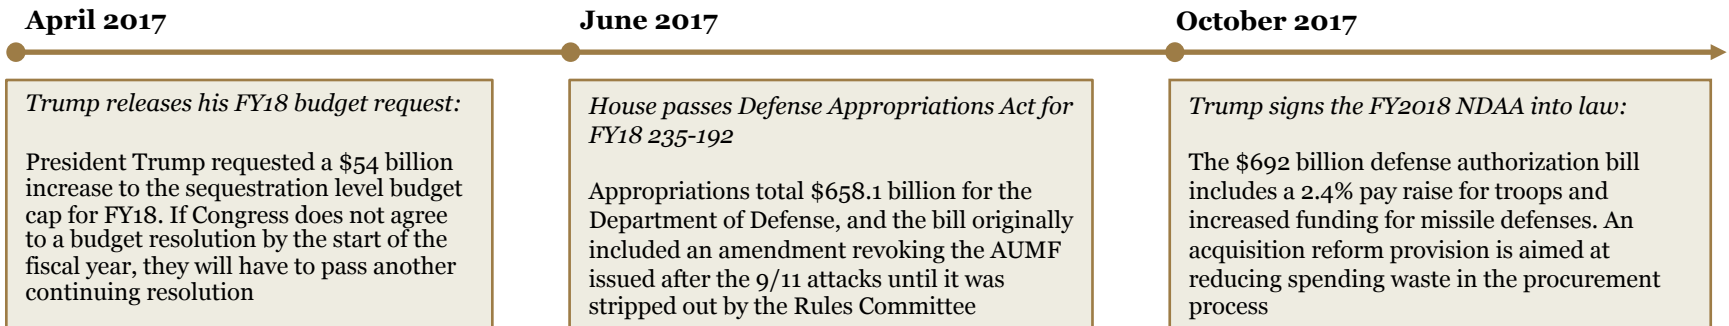 April 2017
June 2017
October 2017
Trump releases his FY18 budget request:
President Trump requested a $54 billion
increase to the sequestration level budget
cap for FY18. If Congress does not agree
to a budget resolution by the start of the
fiscal year, they will have to pass another
continuing resolution
House passes Defense Appropriations Act for
FY18 235-192
Appropriations total $658.1 billion for the
Department of Defense, and the bill originally
included an amendment revoking the AUMF
issued after the 9/11 attacks until it was
stripped out by the Rules Committee
Trump signs the FY2018 NDAA into law:
The $692 billion defense authorization bill
includes a 2.4% pay raise for troops and
increased funding for missile defenses. An
acquisition reform provision is aimed at
reducing spending waste in the procurement
process